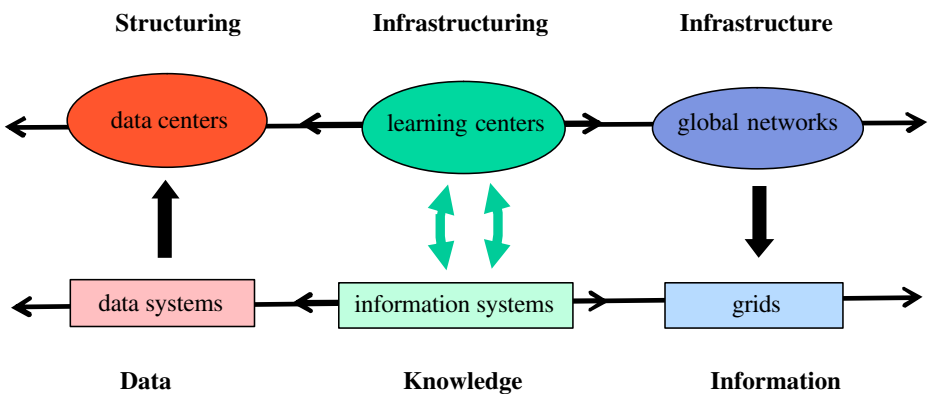 Structuring
Infrastructuring
Infrastructure
data centers
learning centers
global networks
data systems
information systems
grids
Data
Knowledge
Information